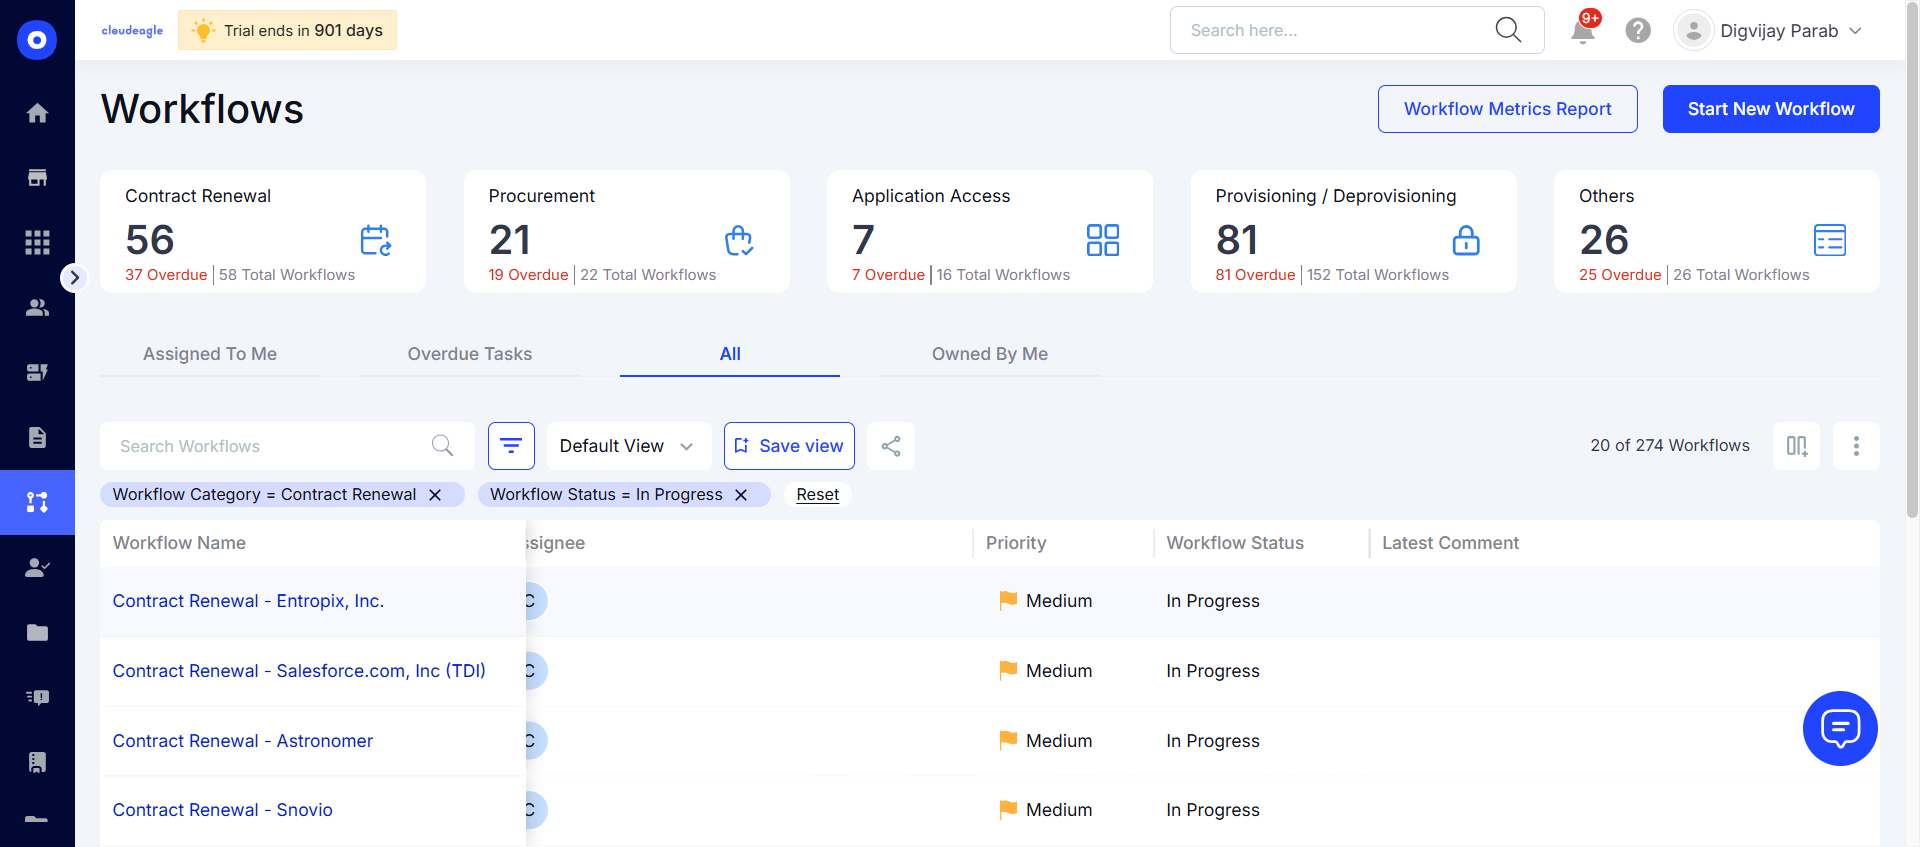 cloudeagle
Trial ends in 901 days
Search here...
9+
Digvijay Parab
Workflows
Workflow Metrics Report
Start New Workflow
Contract Renewal
56
37 Overdue | 58 Total Workflows
Procurement
21
19 Overdue | 22 Total Workflows
Application Access
7
7 Overdue | 16 Total Workflows
Provisioning / Deprovisioning
81
81 Overdue | 152 Total Workflows
Others
26
25 Overdue | 26 Total Workflows
Assigned To Me
Overdue Tasks
All
Owned By Me
Search Workflows
Default View
Save view
20 of 274 Workflows
Workflow Category = Contract Renewal
Workflow Status = In Progress
Reset
Workflow Name
ssignee
Priority
Workflow Status
Latest Comment
Contract Renewal - Entropix, Inc.
C
Medium
In Progress
Contract Renewal - Salesforce.com, Inc (TDI)
C
Medium
In Progress
Contract Renewal - Astronomer
C
Medium
In Progress
Contract Renewal - Snovio
C
Medium
In Progress